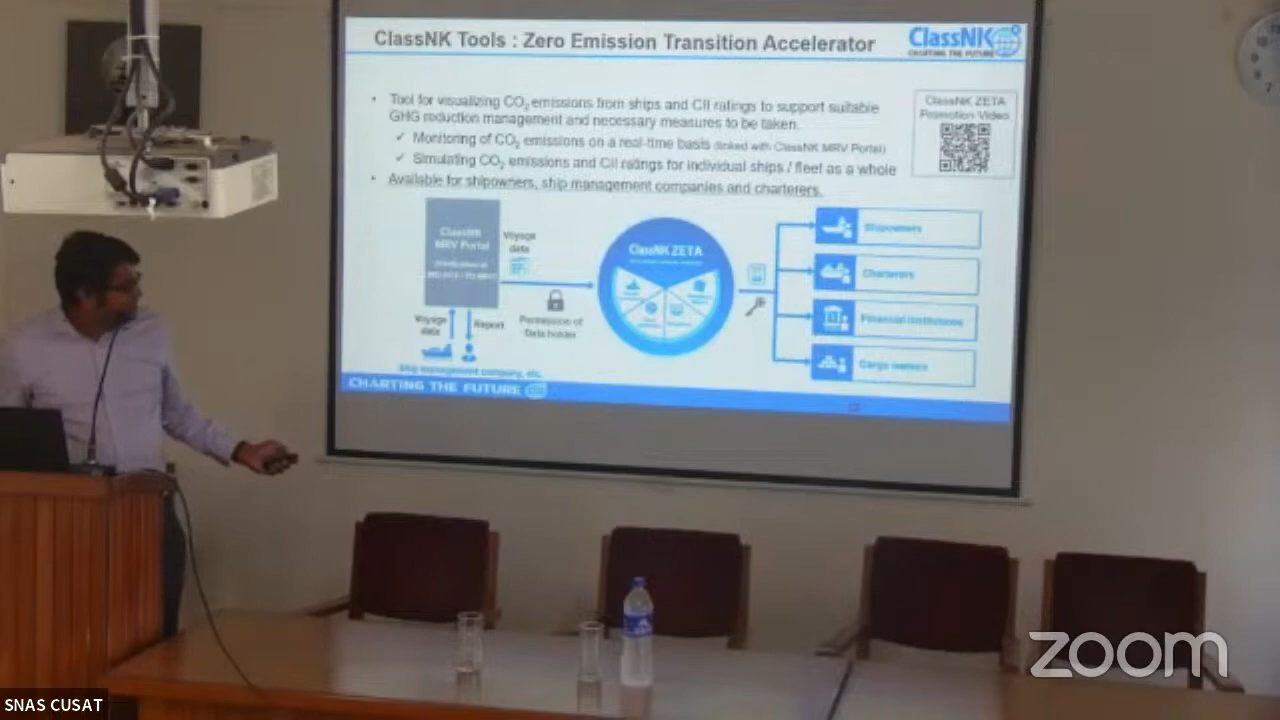 ClassNK Tools : Zero Emission Transition Accelerator
ClassNK
CHARTING THE FUTURE
• Tool for visualizing CO2 emissions from ships and CII ratings to support suitable
GHG reduction management and necessary measures to be taken.
✓ Monitoring of CO2 emissions on a real-time basis (linked with ClassNK MRV Portal)
✓ Simulating CO2 emissions and CII ratings for individual ships / fleet as a whole
• Available for shipowners, ship management companies and charterers.
ClassNK ZETA
Promotion Video
ClassNK
MRV Portal
Voyage
data
Permission of
Data holder
Voyage
data
Report
Ship management company, etc.
ClassNK ZETA
Shipowners
Charterers
Financial institutions
Cargo owners
CHARTING THE FUTURE
zoom
SNAS CUSAT